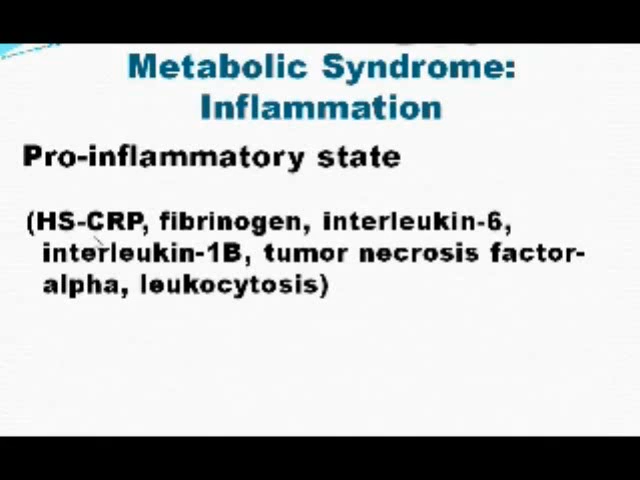 Metabolic Syndrome:
Inflammation
Pro-inflammatory state
(HS-CRP, fibrinogen, interleukin-6,
interleukin-1B, tumor necrosis factor-
alpha, leukocytosis)